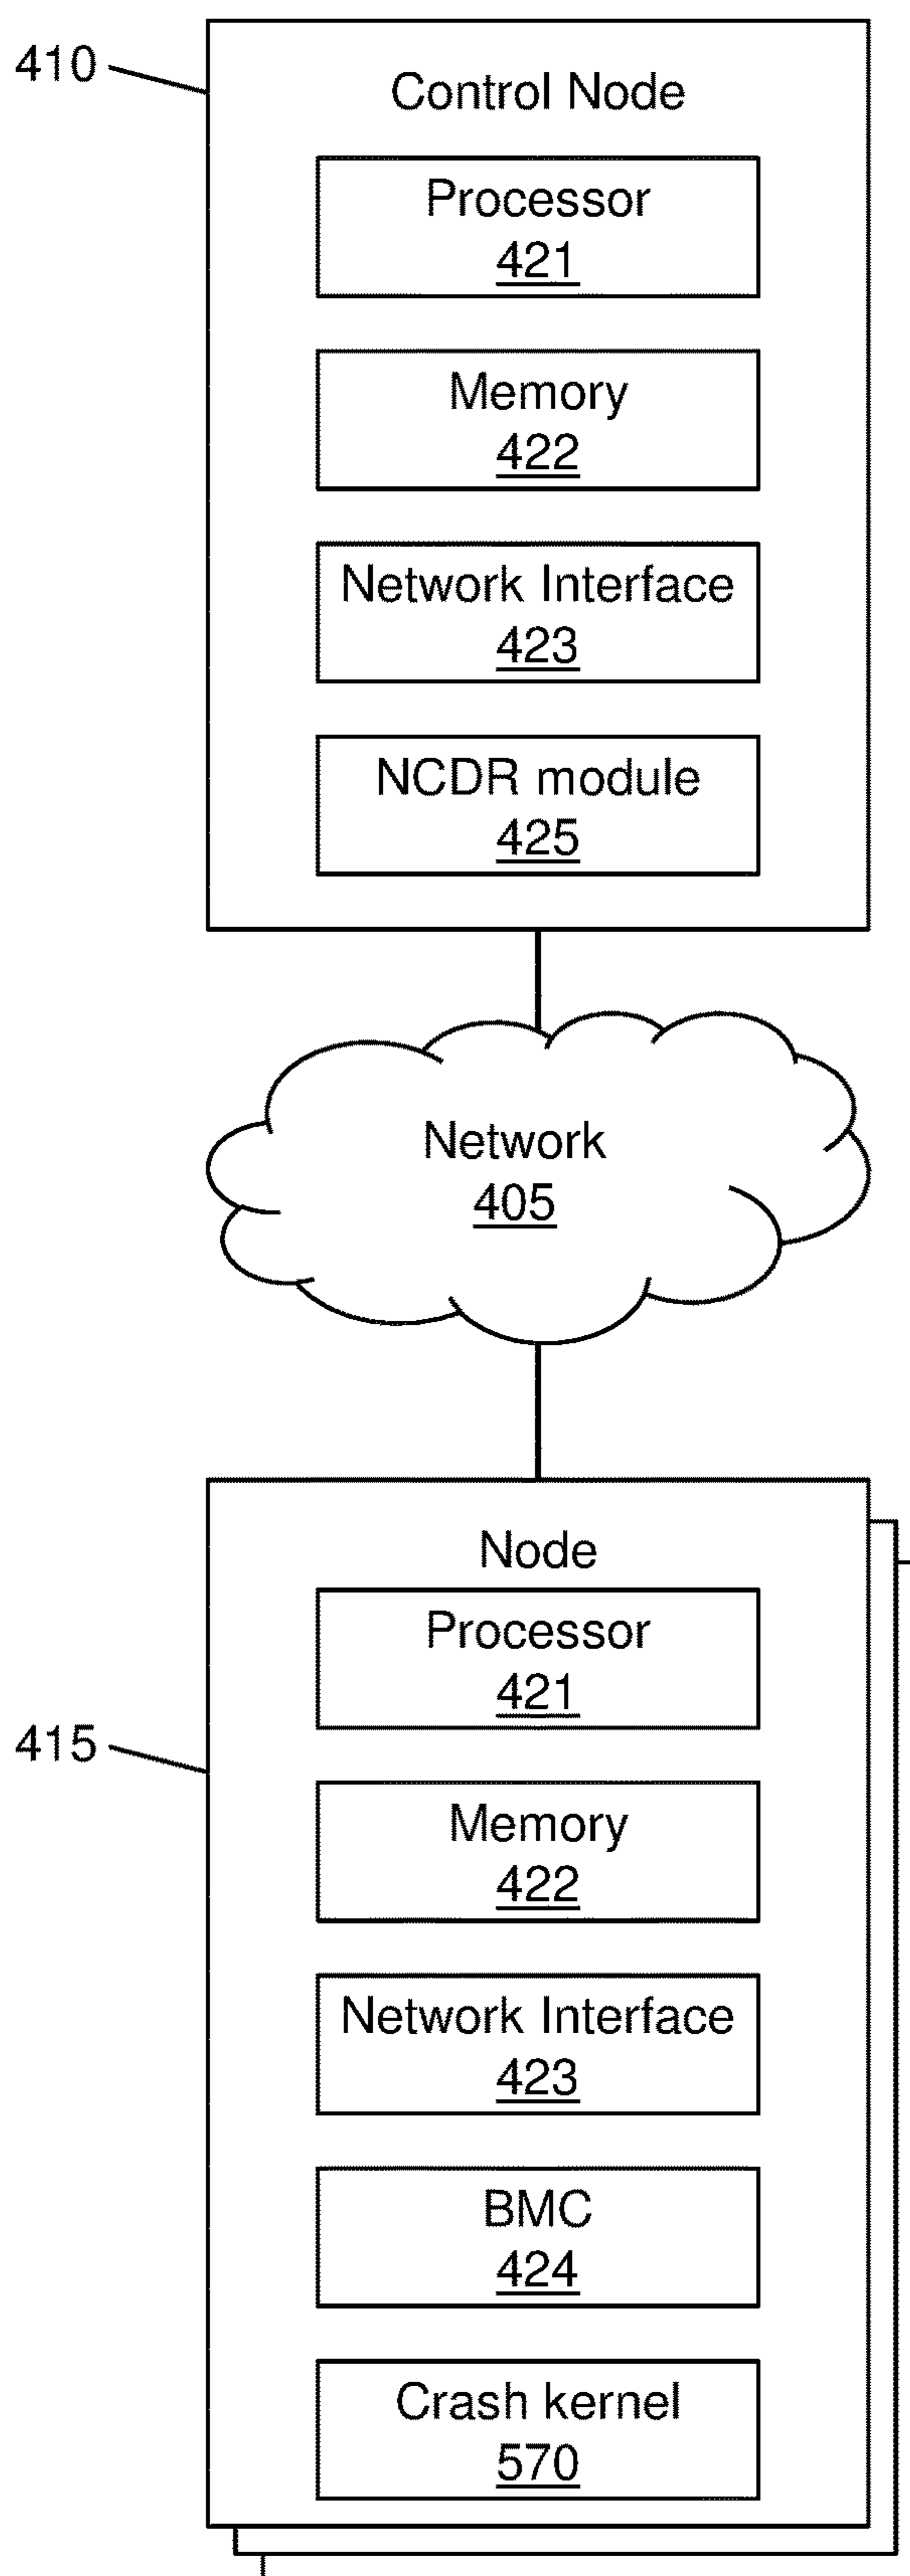 410
Control Node
Processor
421
Memory
422
Network Interface
423
NCDR module
425
Network
405
Node
Processor
421
415
Memory
422
Network Interface
423
BMC
424
Crash kernel
570